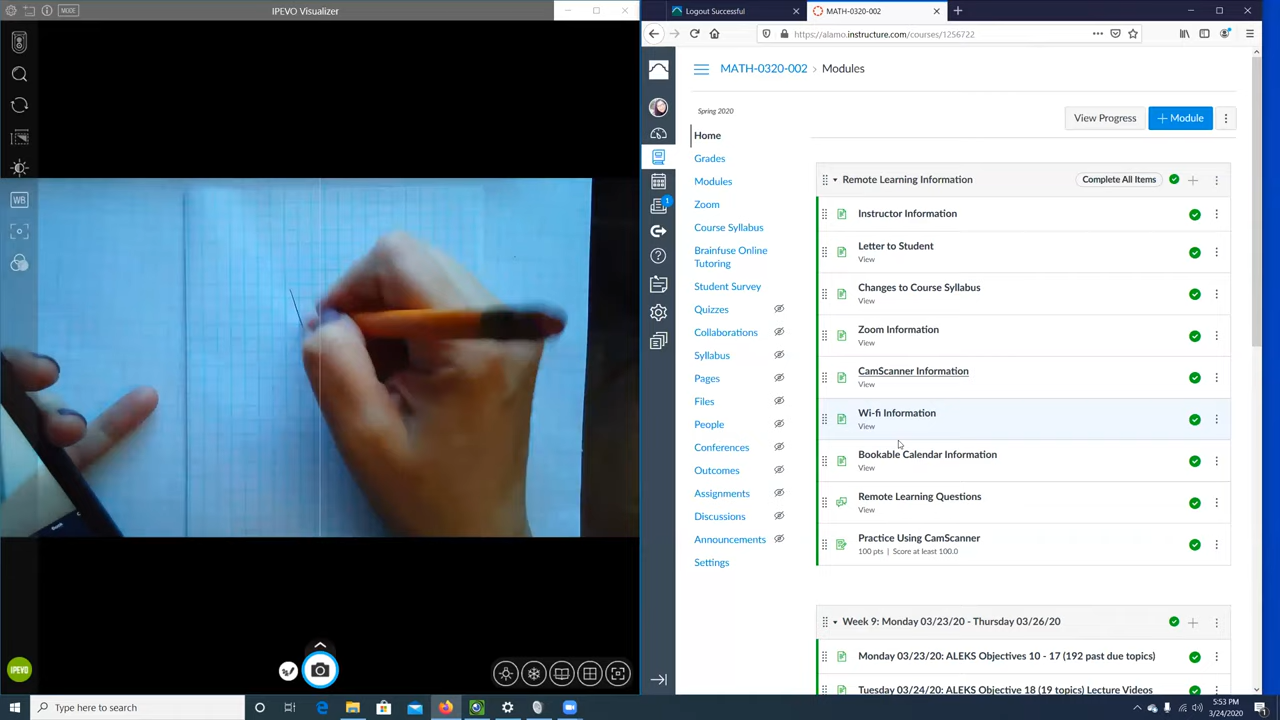 MODE
IPEVO Visualizer
Logout Successful
MATH-0320-002
https://alamo.instructure.com/courses/1256722
MATH-0320-002 > Modules
Spring 2020
View Progress
+ Module
Home
Grades
Modules
Zoom
Course Syllabus
Brainfuse Online
Tutoring
Student Survey
Quizzes
Collaborations
Syllabus
Pages
Files
People
Conferences
Outcomes
Assignments
Discussions
Announcements
Settings
Remote Learning Information
Complete All Items
Instructor Information
Letter to Student
View
Changes to Course Syllabus
View
Zoom Information
View
CamScanner Information
View
Wi-fi Information
View
Bookable Calendar Information
View
Remote Learning Questions
View
Practice Using CamScanner
100 pts | Score at least 100.0
Week 9: Monday 03/23/20 - Thursday 03/26/20
Monday 03/23/20: ALEKS Objectives 10 - 17 (192 past due topics)
Tuesday 03/24/20: ALEKS Objective 18 (19 topics) Lecture Videos
1
WB
IPEVO
Type here to search
5:53 PM
3/24/2020